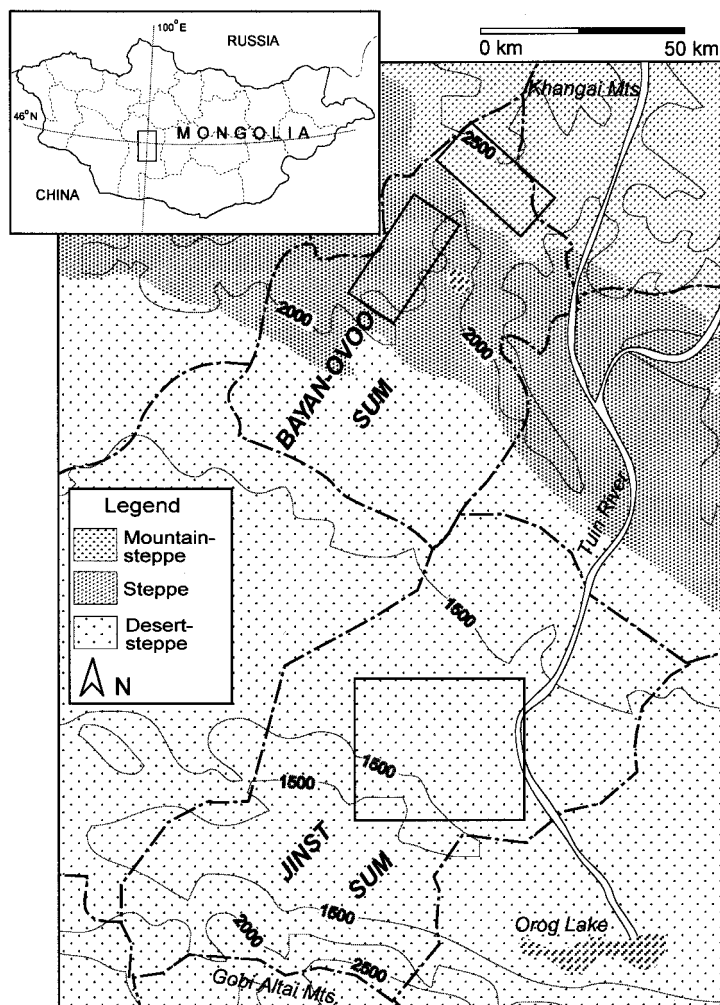 100°E
RUSSIA
46°N
MONGOLIA
CHINA
0 km
50 km
Khangai Mts
2500
2000
2000
BAYAN-OVOO
SUM
Tuin River
Legend
Mountain-
steppe
Steppe
Desert-
steppe
N
1500
1500
1500
JINST
SUM
1500
2000
2500
Orog Lake
Gobi Altai Mts.